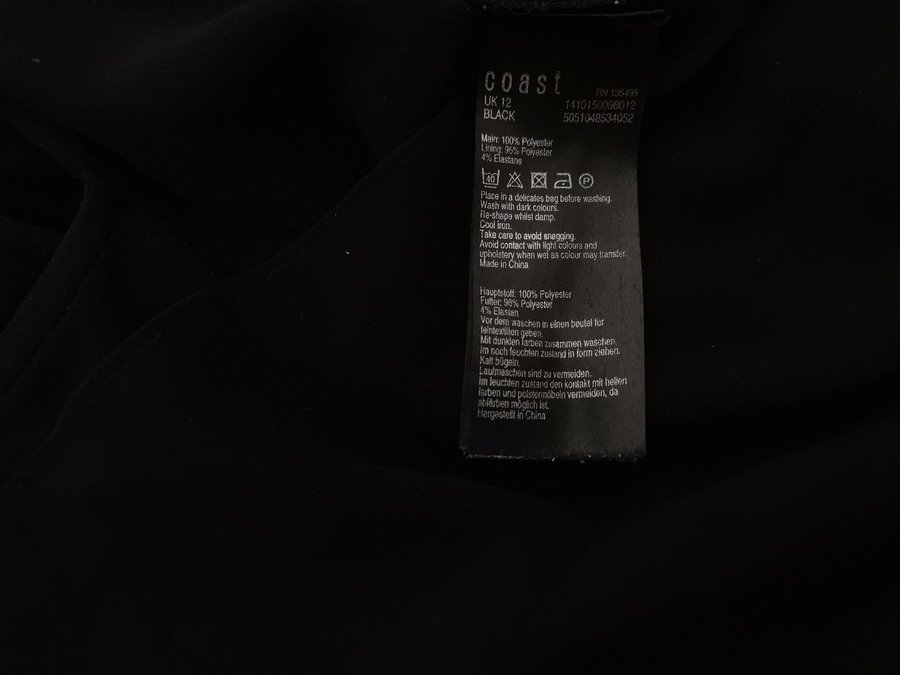 coast
RN 135495
UK 12
1410150098012
BLACK
5051048534052
Main: 100% Polyester
Lining: 96% Polyester
4% Elastane
40
P
Place in a delicates bag before washing.
Wash with dark colours.
Re-shape whilst damp.
Cool iron.
Take care to avoid snagging.
Avoid contact with light colours and
upholstery when wet as colour may transfer.
Made in China
Hauptstoff: 100% Polyester
Futter: 96% Polyester
4% Elastan
Vor dem waschen in einen beutel für
feintextilien geben.
Mit dunklen farben zusammen waschen.
Im noch feuchten zustand in form ziehen.
Kalt bügeln.
Laufmaschen sind zu vermeiden.
Im feuchten zustand den kontakt mit hellen
farben und polstermöbeln vermeiden, da
abfärben möglich ist.
Hergestellt in China